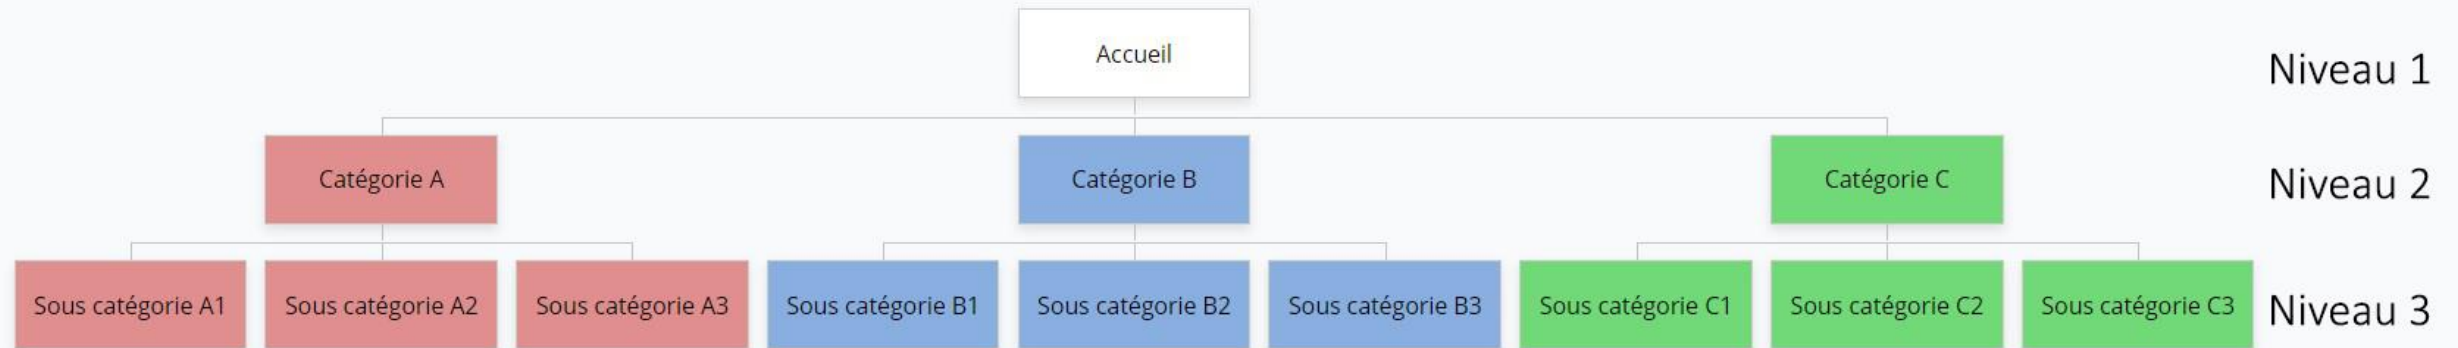 Accueil
Niveau 1
Catégorie A
Catégorie B
Catégorie C
Niveau 2
Sous catégorie A1
Sous catégorie A2
Sous catégorie A3
Sous catégorie B1
Sous catégorie B2
Sous catégorie B3
Sous catégorie C1
Sous catégorie C2
Sous catégorie C3
Niveau 3